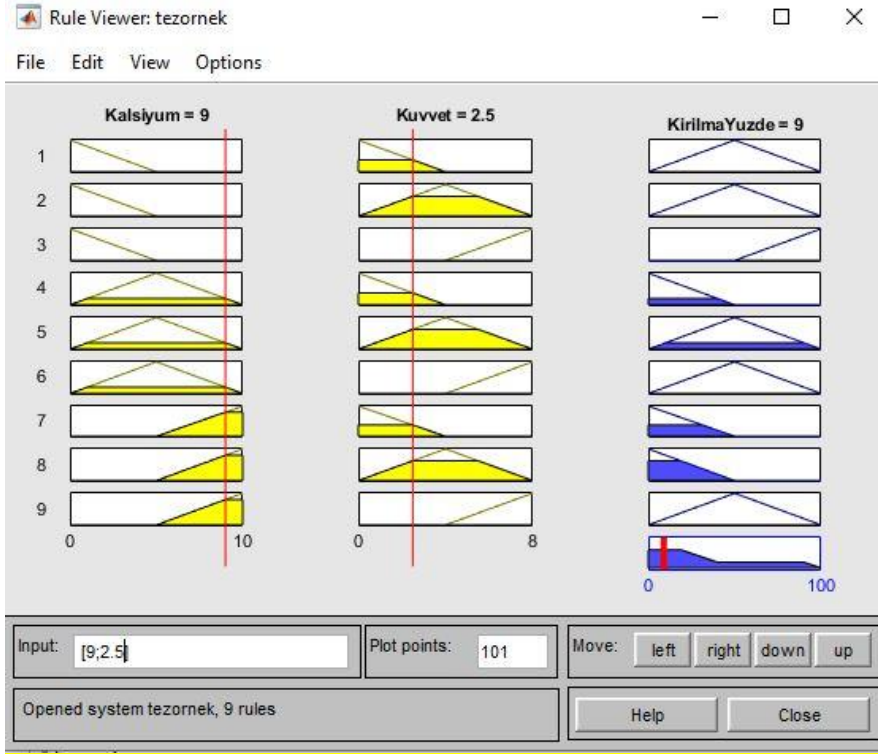 Rule Viewer: tezornek
File Edit View Options
Kalsiyum = 9 Kuvvet = 2.5 KirilmaYuzde = 9
1
2
3
4
5
6
7
8
9
0 10 0 8
0 100
Input: [9;2.5] Plot points: 101 Move: left right down up
Opened system tezornek, 9 rules Help Close